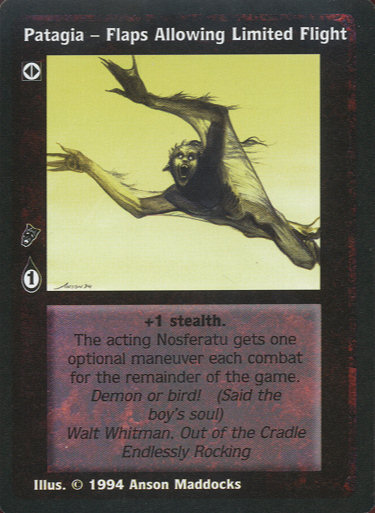 Patagia – Flaps Allowing Limited Flight
1
+1 stealth.
The acting Nosferatu gets one
optional maneuver each combat
for the remainder of the game.
Demon or bird! (Said the
boy's soul)
Walt Whitman, Out of the Cradle
Endlessly Rocking
Illus. © 1994 Anson Maddocks